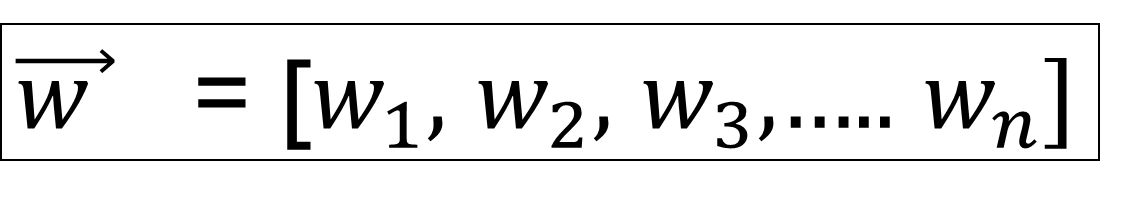 w⃗ = [w₁, w₂, w₃,..... wₙ]